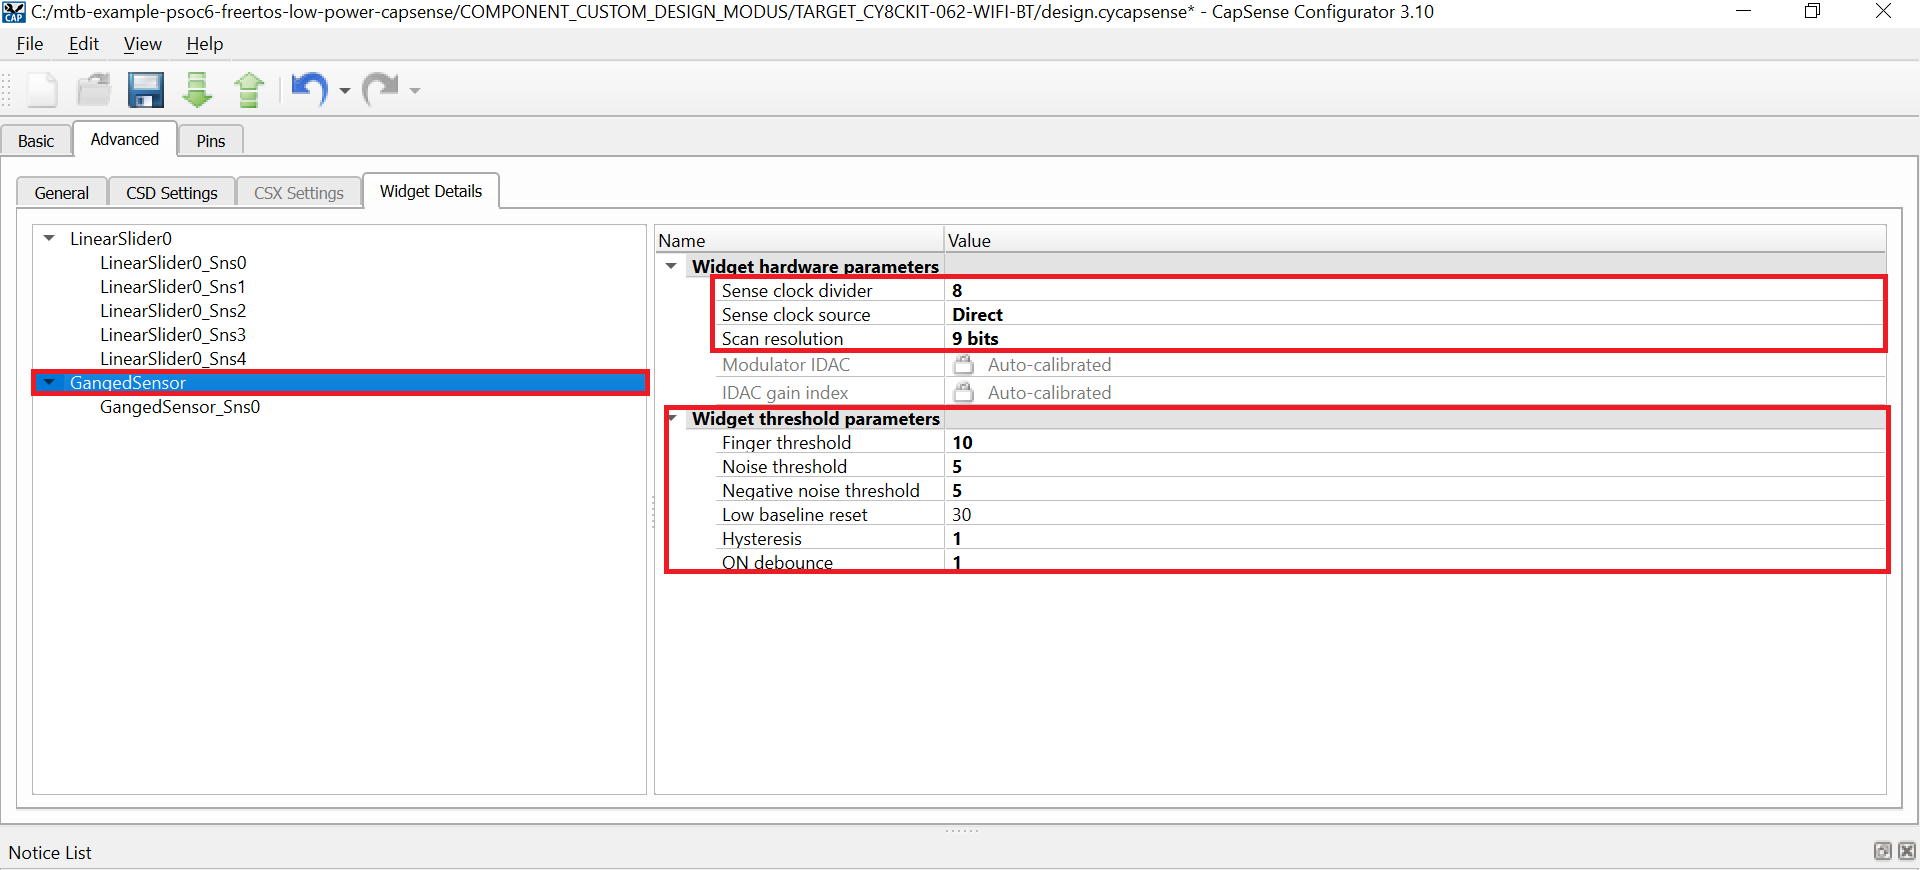 CAP C:/mtb-example-psoc6-freertos-low-power-capsense/COMPONENT_CUSTOM_DESIGN_MODUS/TARGET_CY8CKIT-062-WIFI-BT/design.cycapsense* - CapSense Configurator 3.10
File Edit View Help
Basic Advanced Pins
General CSD Settings CSX Settings Widget Details
LinearSlider0
LinearSlider0_Sns0
LinearSlider0_Sns1
LinearSlider0_Sns2
LinearSlider0_Sns3
LinearSlider0_Sns4
GangedSensor
GangedSensor_Sns0
Name Value
Widget hardware parameters
Sense clock divider 8
Sense clock source Direct
Scan resolution 9 bits
Modulator IDAC Auto-calibrated
IDAC gain index Auto-calibrated
Widget threshold parameters
Finger threshold 10
Noise threshold 5
Negative noise threshold 5
Low baseline reset 30
Hysteresis 1
ON debounce 1
Notice List